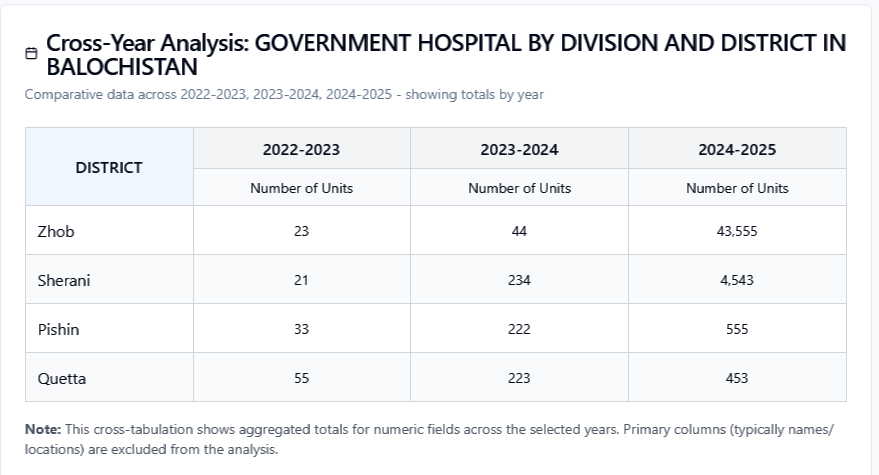 Cross-Year Analysis: GOVERNMENT HOSPITAL BY DIVISION AND DISTRICT IN
BALOCHISTAN
Comparative data across 2022-2023, 2023-2024, 2024-2025 - showing totals by year
DISTRICT 2022-2023 2023-2024 2024-2025
Number of Units Number of Units Number of Units
Zhob 23 44 43,555
Sherani 21 234 4,543
Pishin 33 222 555
Quetta 55 223 453
Note: This cross-tabulation shows aggregated totals for numeric fields across the selected years. Primary columns (typically names/
locations) are excluded from the analysis.